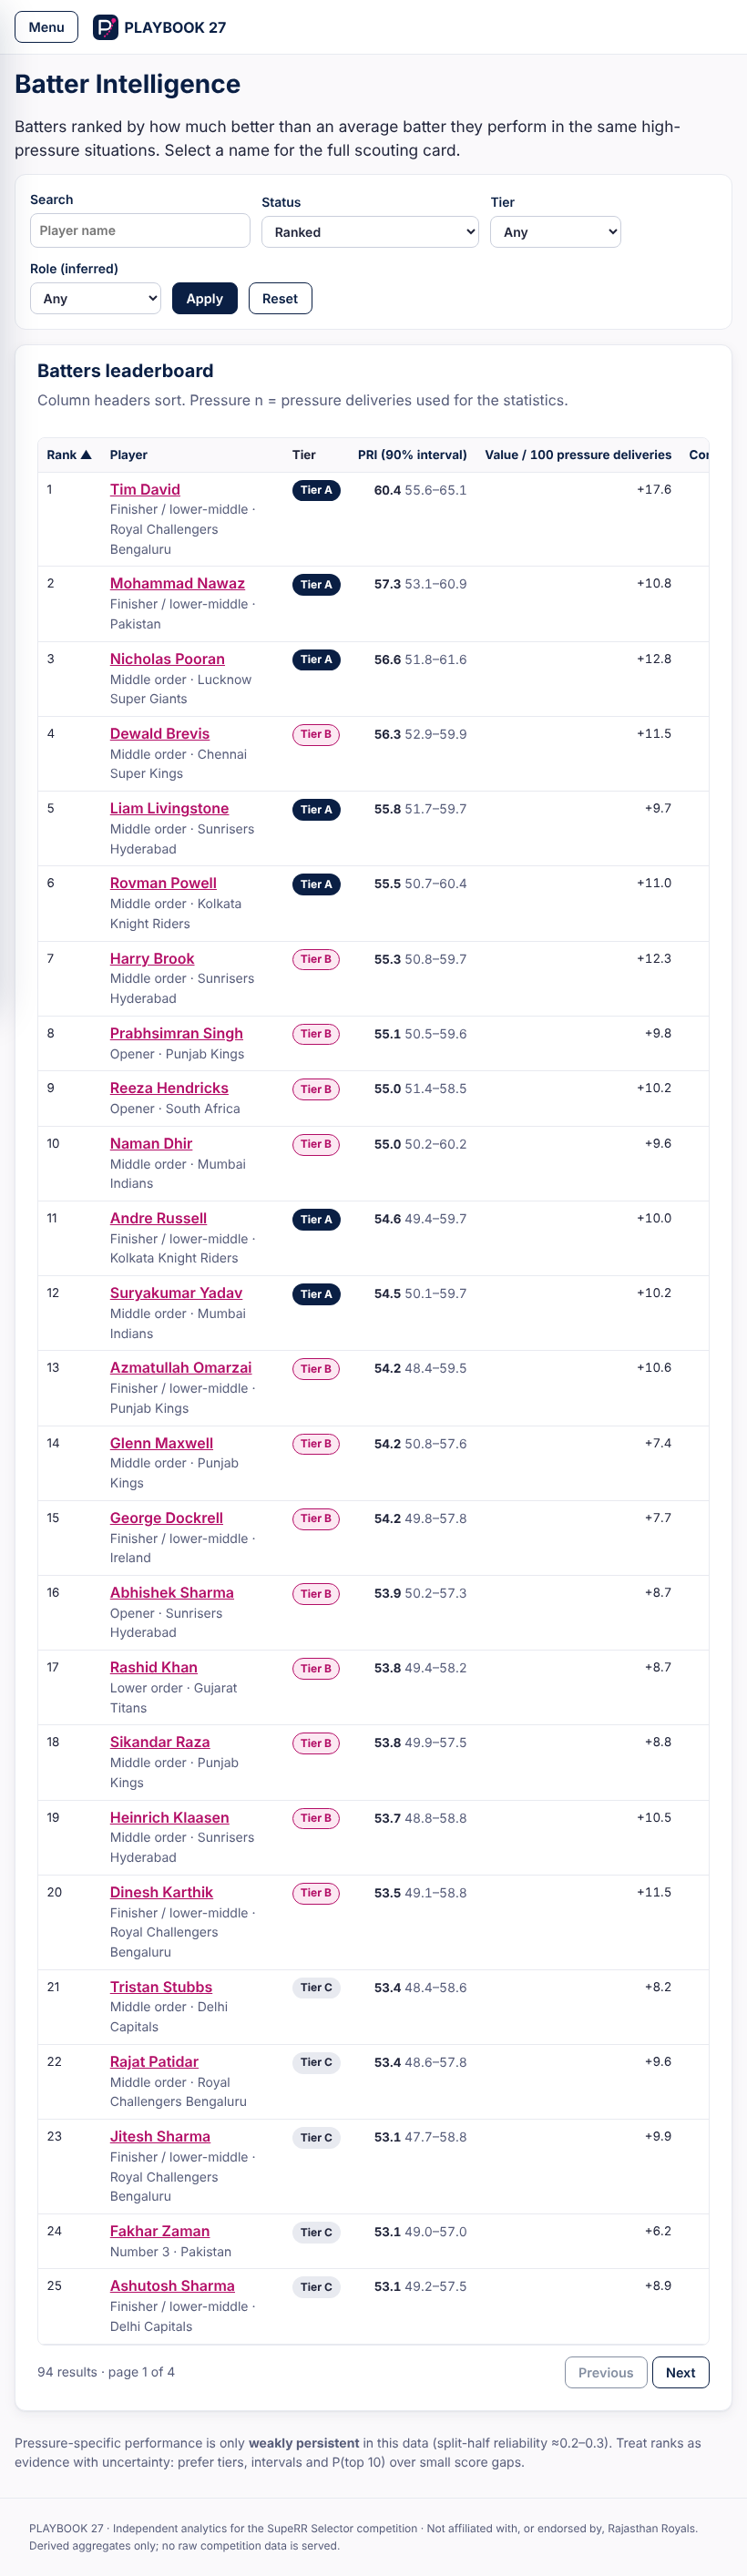 Menu
PLAYBOOK 27
Batter Intelligence
Batters ranked by how much better than an average batter they perform in the same high-
pressure situations. Select a name for the full scouting card.
Search
Status
Tier
Player name
Ranked
Any
Role (inferred)
Any
Apply
Reset
Batters leaderboard
Column headers sort. Pressure n = pressure deliveries used for the statistics.
Rank ▲ Player Tier PRI (90% interval) Value / 100 pressure deliveries Cor
1 Tim David Tier A 60.4 55.6–65.1 +17.6
Finisher / lower-middle ·
Royal Challengers
Bengaluru
2 Mohammad Nawaz Tier A 57.3 53.1–60.9 +10.8
Finisher / lower-middle ·
Pakistan
3 Nicholas Pooran Tier A 56.6 51.8–61.6 +12.8
Middle order · Lucknow
Super Giants
4 Dewald Brevis Tier B 56.3 52.9–59.9 +11.5
Middle order · Chennai
Super Kings
5 Liam Livingstone Tier A 55.8 51.7–59.7 +9.7
Middle order · Sunrisers
Hyderabad
6 Rovman Powell Tier A 55.5 50.7–60.4 +11.0
Middle order · Kolkata
Knight Riders
7 Harry Brook Tier B 55.3 50.8–59.7 +12.3
Middle order · Sunrisers
Hyderabad
8 Prabhsimran Singh Tier B 55.1 50.5–59.6 +9.8
Opener · Punjab Kings
9 Reeza Hendricks Tier B 55.0 51.4–58.5 +10.2
Opener · South Africa
10 Naman Dhir Tier B 55.0 50.2–60.2 +9.6
Middle order · Mumbai
Indians
11 Andre Russell Tier A 54.6 49.4–59.7 +10.0
Finisher / lower-middle ·
Kolkata Knight Riders
12 Suryakumar Yadav Tier A 54.5 50.1–59.7 +10.2
Middle order · Mumbai
Indians
13 Azmatullah Omarzai Tier B 54.2 48.4–59.5 +10.6
Finisher / lower-middle ·
Punjab Kings
14 Glenn Maxwell Tier B 54.2 50.8–57.6 +7.4
Middle order · Punjab
Kings
15 George Dockrell Tier B 54.2 49.8–57.8 +7.7
Finisher / lower-middle ·
Ireland
16 Abhishek Sharma Tier B 53.9 50.2–57.3 +8.7
Opener · Sunrisers
Hyderabad
17 Rashid Khan Tier B 53.8 49.4–58.2 +8.7
Lower order · Gujarat
Titans
18 Sikandar Raza Tier B 53.8 49.9–57.5 +8.8
Middle order · Punjab
Kings
19 Heinrich Klaasen Tier B 53.7 48.8–58.8 +10.5
Middle order · Sunrisers
Hyderabad
20 Dinesh Karthik Tier B 53.5 49.1–58.8 +11.5
Finisher / lower-middle ·
Royal Challengers
Bengaluru
21 Tristan Stubbs Tier C 53.4 48.4–58.6 +8.2
Middle order · Delhi
Capitals
22 Rajat Patidar Tier C 53.4 48.6–57.8 +9.6
Middle order · Royal
Challengers Bengaluru
23 Jitesh Sharma Tier C 53.1 47.7–58.8 +9.9
Finisher / lower-middle ·
Royal Challengers
Bengaluru
24 Fakhar Zaman Tier C 53.1 49.0–57.0 +6.2
Number 3 · Pakistan
25 Ashutosh Sharma Tier C 53.1 49.2–57.5 +8.9
Finisher / lower-middle ·
Delhi Capitals
94 results · page 1 of 4
Previous
Next
Pressure-specific performance is only weakly persistent in this data (split-half reliability ≈0.2–0.3). Treat ranks as
evidence with uncertainty: prefer tiers, intervals and P(top 10) over small score gaps.
PLAYBOOK 27 · Independent analytics for the SupeRR Selector competition · Not affiliated with, or endorsed by, Rajasthan Royals.
Derived aggregates only; no raw competition data is served.